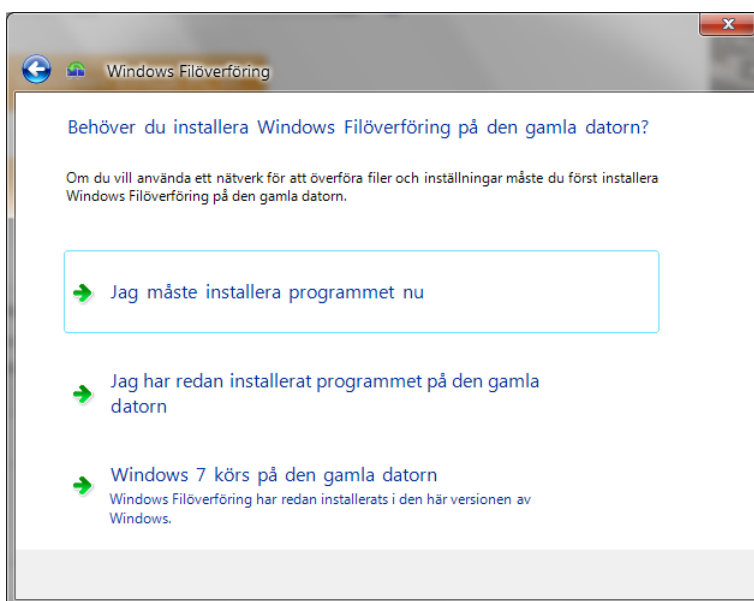 Windows Filöverföring
Behöver du installera Windows Filöverföring på den gamla datorn?
Om du vill använda ett nätverk för att överföra filer och inställningar måste du först installera
Windows Filöverföring på den gamla datorn.
Jag måste installera programmet nu
Jag har redan installerat programmet på den gamla
datorn
Windows 7 körs på den gamla datorn
Windows Filöverföring har redan installerats i den här versionen av
Windows.